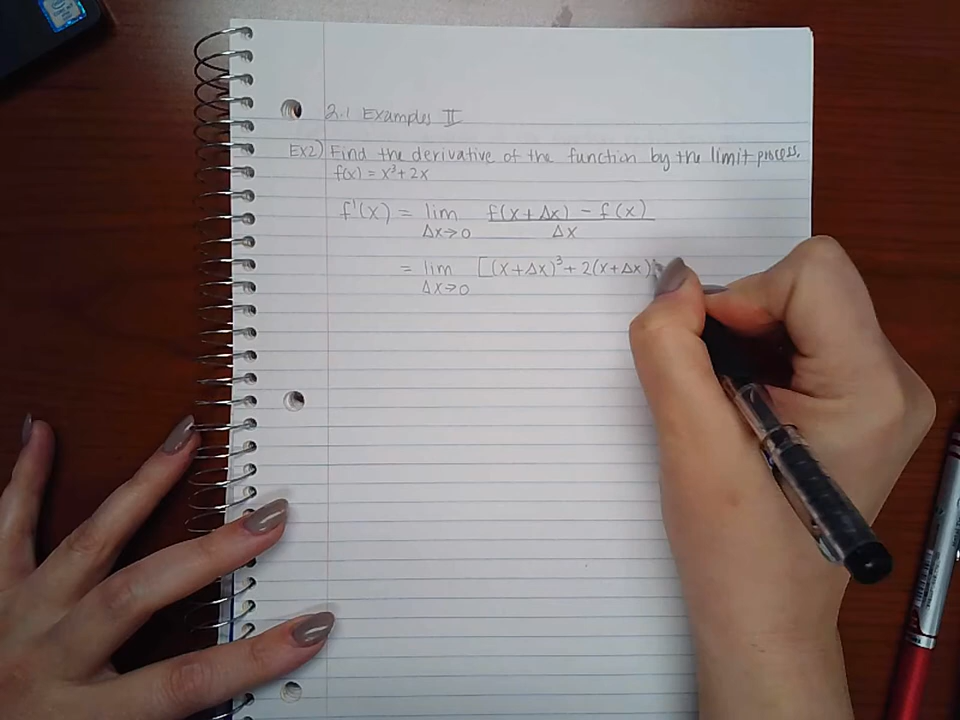 2.1 Examples II
Ex2) Find the derivative of the function by the limit process.
f(x) = x³ + 2x
f'(x) = lim f(x + Δx) - f(x)
Δx→0 Δx
= lim [(x + Δx)³ + 2(x + Δx)]
Δx→0